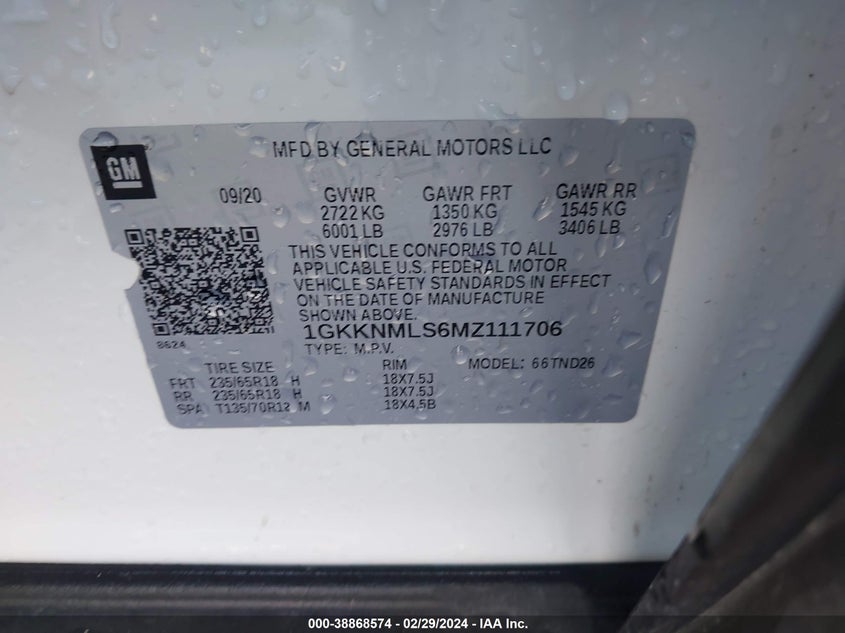 MFD BY GENERAL MOTORS LLC
GM
09/20 GVWR GAWR FRT GAWR RR
2722 KG 1350 KG 1545 KG
6001 LB 2976 LB 3406 LB
THIS VEHICLE CONFORMS TO ALL
APPLICABLE U.S. FEDERAL MOTOR
VEHICLE SAFETY STANDARDS IN EFFECT
ON THE DATE OF MANUFACTURE
SHOWN ABOVE.
8624
1GKKNMLS6MZ111706
TYPE: M.P.V. MODEL: 66TND26
TIRE SIZE RIM
FRT 235/65R18 H 18X7.5J
RR 235/65R18 H 18X7.5J
SPA T135/70R18 M 18X4.5B
000-38868574 - 02/29/2024 - IAA Inc.